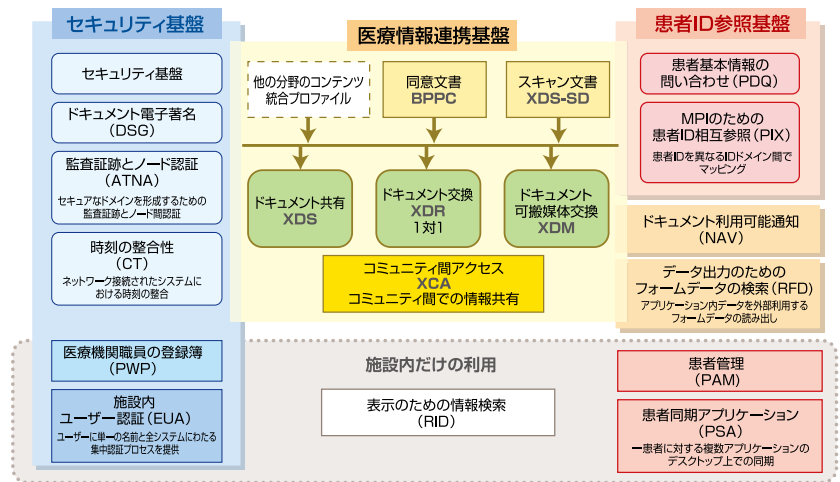 セキュリティ基盤
セキュリティ基盤
ドキュメント電子署名
(DSG)
監査証跡とノード認証
(ATNA)
セキュアなドメインを形成するための
監査証跡とノード間認証
時刻の整合性
(CT)
ネットワーク接続されたシステムに
おける時刻の整合
医療機関職員の登録簿
(PWP)
施設内
ユーザー認証(EUA)
ユーザーに単一の名前と全システムにわたる
集中認証プロセスを提供
医療情報連携基盤
他の分野のコンテンツ
統合プロファイル
同意文書
BPPC
スキャン文書
XDS-SD
ドキュメント共有
XDS
ドキュメント交換
XDR
1対1
ドキュメント
可搬媒体交換
XDM
コミュニティ間アクセス
XCA
コミュニティ間での情報共有
施設内だけの利用
表示のための情報検索
(RID)
患者ID参照基盤
患者基本情報の
問い合わせ(PDQ)
MPIのための
患者ID相互参照(PIX)
患者IDを異なるIDドメイン間で
マッピング
ドキュメント利用可能通知
(NAV)
データ出力のための
フォームデータの検索(RFD)
アプリケーション内データを外部利用する
フォームデータの読み出し
患者管理
(PAM)
患者同期アプリケーション
(PSA)
一患者に対する複数アプリケーションの
デスクトップ上での同期